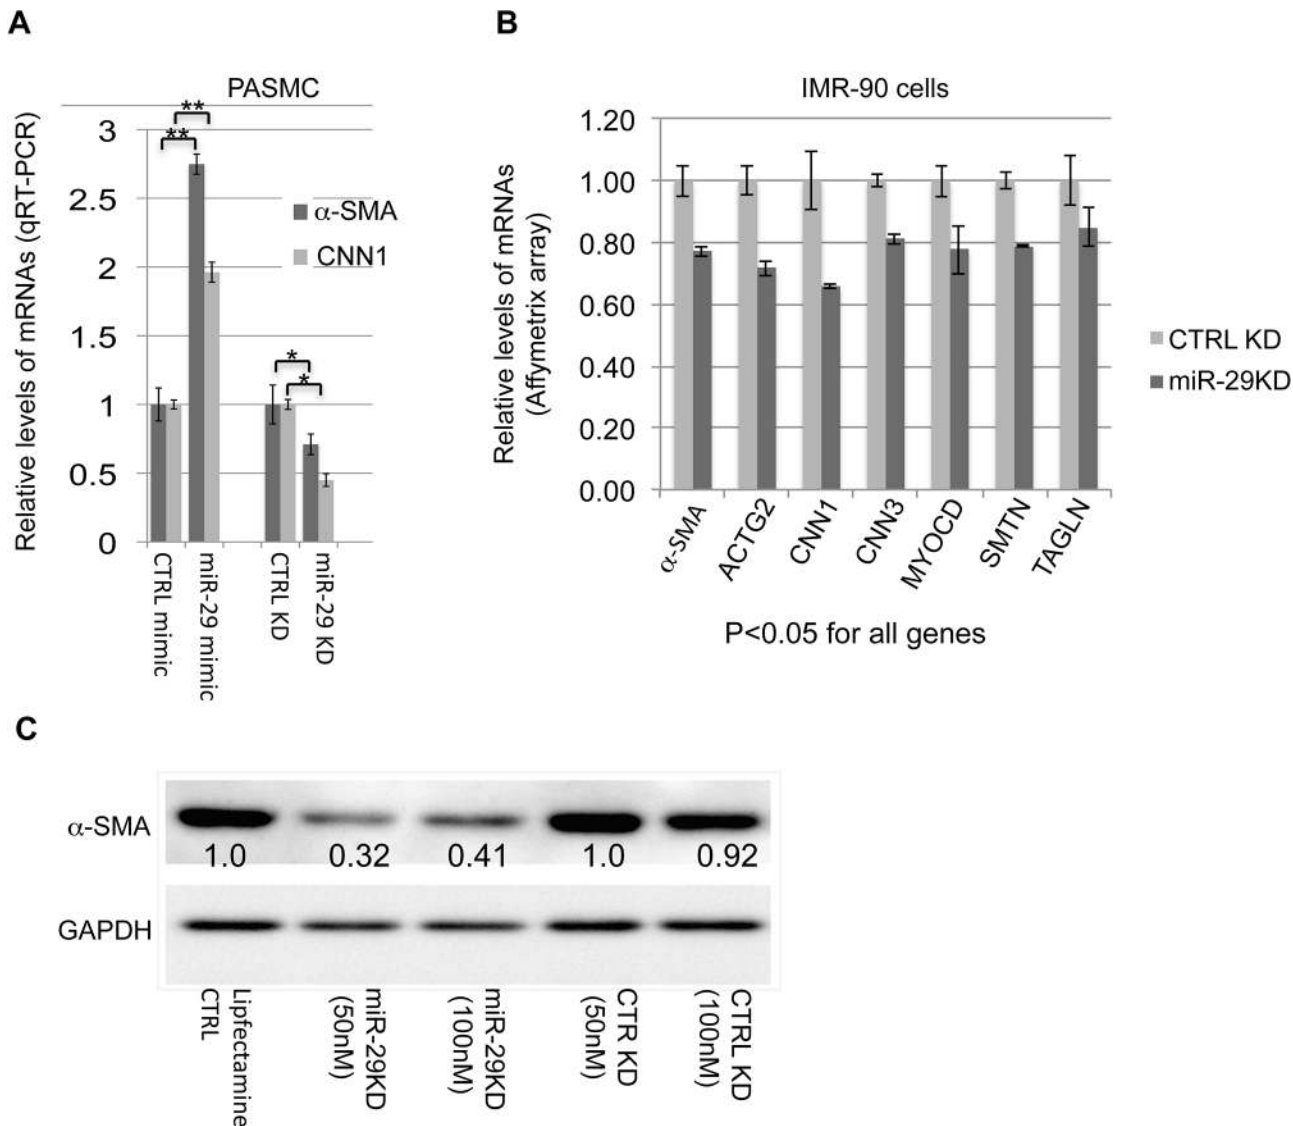 A
PASMC
Relative levels of mRNAs (qRT-PCR)
3
2.5
2
1.5
1
0.5
0
**
**
*
*
α-SMA
CNN1
CTRL mimic
miR-29 mimic
CTRL KD
miR-29 KD
B
IMR-90 cells
Relative levels of mRNAs
(Affymetrix array)
1.20
1.00
0.80
0.60
0.40
0.20
0.00
α-SMA
ACTG2
CNN1
CNN3
MYOCD
SMTN
TAGLN
CTRL KD
miR-29KD
P<0.05 for all genes
C
α-SMA
1.0 0.32 0.41 1.0 0.92
GAPDH
Lipfectamine
CTRL
miR-29KD
(50nM)
miR-29KD
(100nM)
CTR KD
(50nM)
CTRL KD
(100nM)